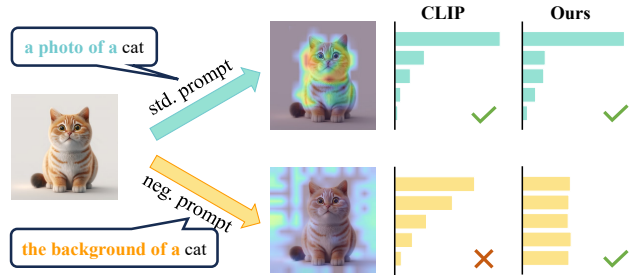 CLIP
Ours
a photo of a cat
std. prompt
neg. prompt
the background of a cat